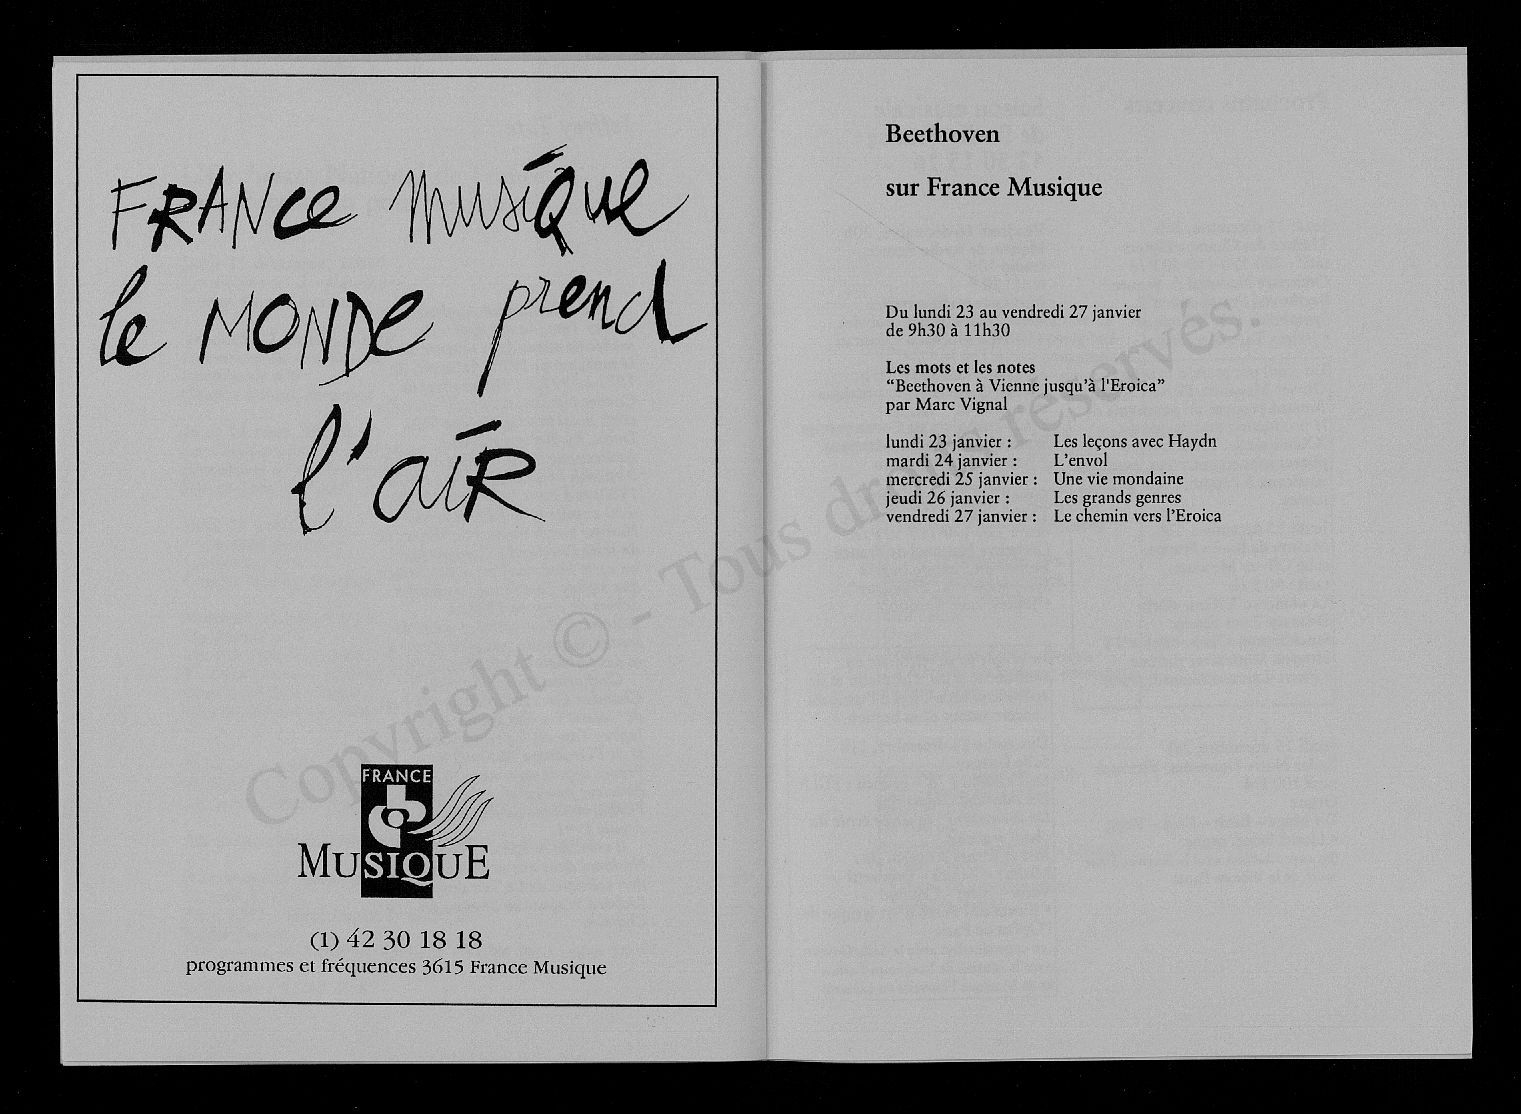 FRANCE musique
le MONDE prend
l'aIR
FRANCE
MUSIQUE
(1) 42 30 18 18
programmes et fréquences 3615 France Musique
Beethoven
sur France Musique
Du lundi 23 au vendredi 27 janvier
de 9h30 à 11h30
Les mots et les notes
“Beethoven à Vienne jusqu'à l'Eroica”
par Marc Vignal
lundi 23 janvier : Les leçons avec Haydn
mardi 24 janvier : L'envol
mercredi 25 janvier : Une vie mondaine
jeudi 26 janvier : Les grands genres
vendredi 27 janvier : Le chemin vers l'Eroica
Copyright © - Tous droits réservés.